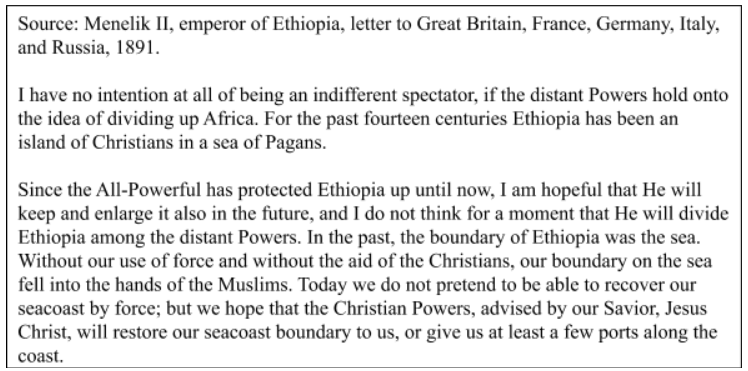 Source: Menelik II, emperor of Ethiopia, letter to Great Britain, France, Germany, Italy,
and Russia, 1891.
I have no intention at all of being an indifferent spectator, if the distant Powers hold onto
the idea of dividing up Africa. For the past fourteen centuries Ethiopia has been an
island of Christians in a sea of Pagans.
Since the All-Powerful has protected Ethiopia up until now, I am hopeful that He will
keep and enlarge it also in the future, and I do not think for a moment that He will divide
Ethiopia among the distant Powers. In the past, the boundary of Ethiopia was the sea.
Without our use of force and without the aid of the Christians, our boundary on the sea
fell into the hands of the Muslims. Today we do not pretend to be able to recover our
seacoast by force; but we hope that the Christian Powers, advised by our Savior, Jesus
Christ, will restore our seacoast boundary to us, or give us at least a few ports along the
coast.